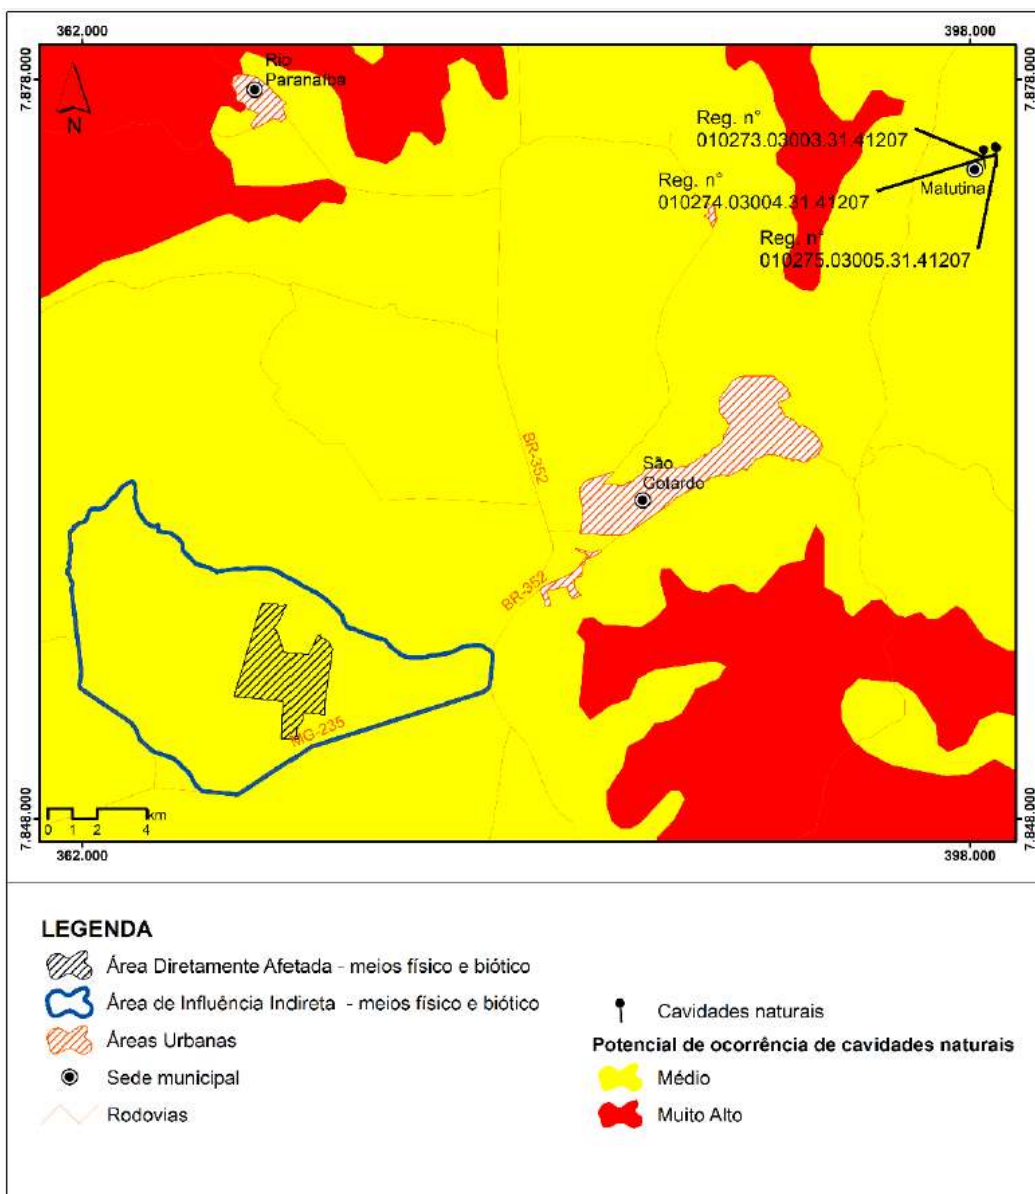 362.000
398.000
7.878.000
7.878.000
Rio
Paranaíba
N
Reg. n°
010273.03003.31.41207
Matutina
Reg. n°
010274.03004.31.41207
Reg. n°
010275.03005.31.41207
BR-352
São
Gotardo
BR-352
MG-235
km
0 1 2 4
7.848.000
7.848.000
362.000
398.000
LEGENDA
Área Diretamente Afetada - meios físico e biótico
Área de Influência Indireta - meios físico e biótico
Áreas Urbanas
Sede municipal
Rodovias
Cavidades naturais
Potencial de ocorrência de cavidades naturais
Médio
Muito Alto